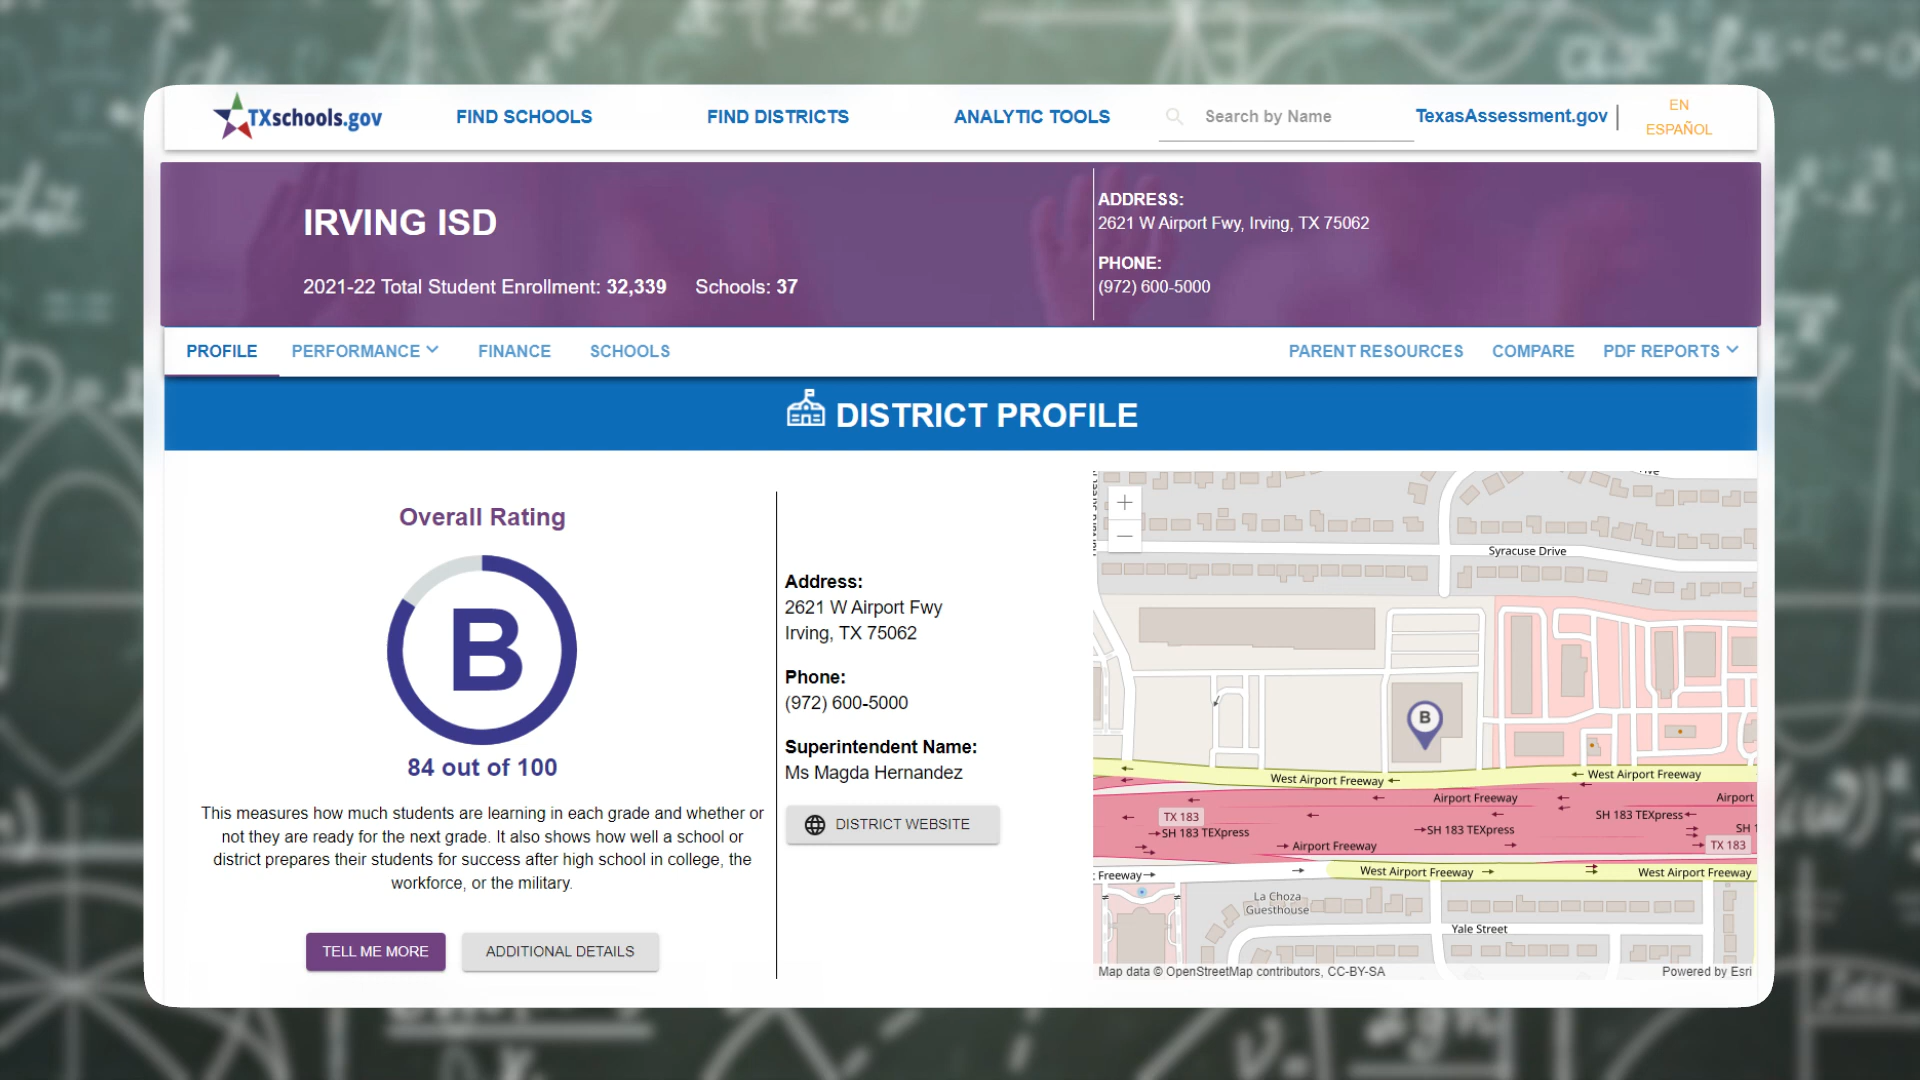 TXschools.gov
FIND SCHOOLS
FIND DISTRICTS
ANALYTIC TOOLS
Search by Name
TexasAssessment.gov
EN
ESPAÑOL
IRVING ISD
2021-22 Total Student Enrollment: 32,339 Schools: 37
ADDRESS:
2621 W Airport Fwy, Irving, TX 75062
PHONE:
(972) 600-5000
PROFILE
PERFORMANCE
FINANCE
SCHOOLS
PARENT RESOURCES
COMPARE
PDF REPORTS
DISTRICT PROFILE
Overall Rating
B
84 out of 100
This measures how much students are learning in each grade and whether or
not they are ready for the next grade. It also shows how well a school or
district prepares their students for success after high school in college, the
workforce, or the military.
TELL ME MORE
ADDITIONAL DETAILS
Address:
2621 W Airport Fwy
Irving, TX 75062
Phone:
(972) 600-5000
Superintendent Name:
Ms Magda Hernandez
DISTRICT WEBSITE
Syracuse Drive
B
West Airport Freeway
West Airport Freeway
Airport Freeway
Airport
TX 183
SH 183 TEXpress
SH 183 TEXpress
SH 183 TEXpress
SH 1
TX 183
Airport Freeway
Freeway
West Airport Freeway
West Airport Freeway
La Choza
Guesthouse
Yale Street
Map data © OpenStreetMap contributors, CC-BY-SA
Powered by Esri